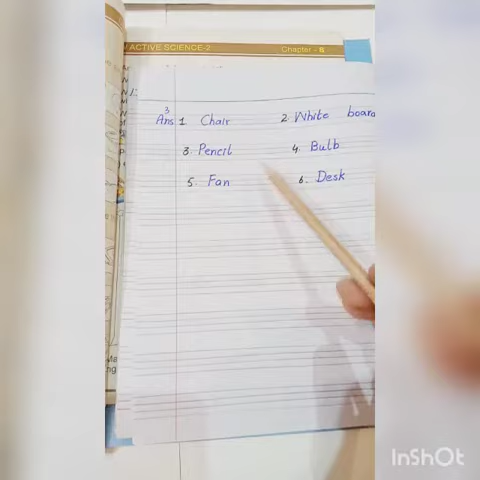 ACTIVE SCIENCE-2 Chapter - 8
3
Ans 1 Chair 2. White board
3. Pencil 4. Bulb
5. Fan 6. Desk
InShOt